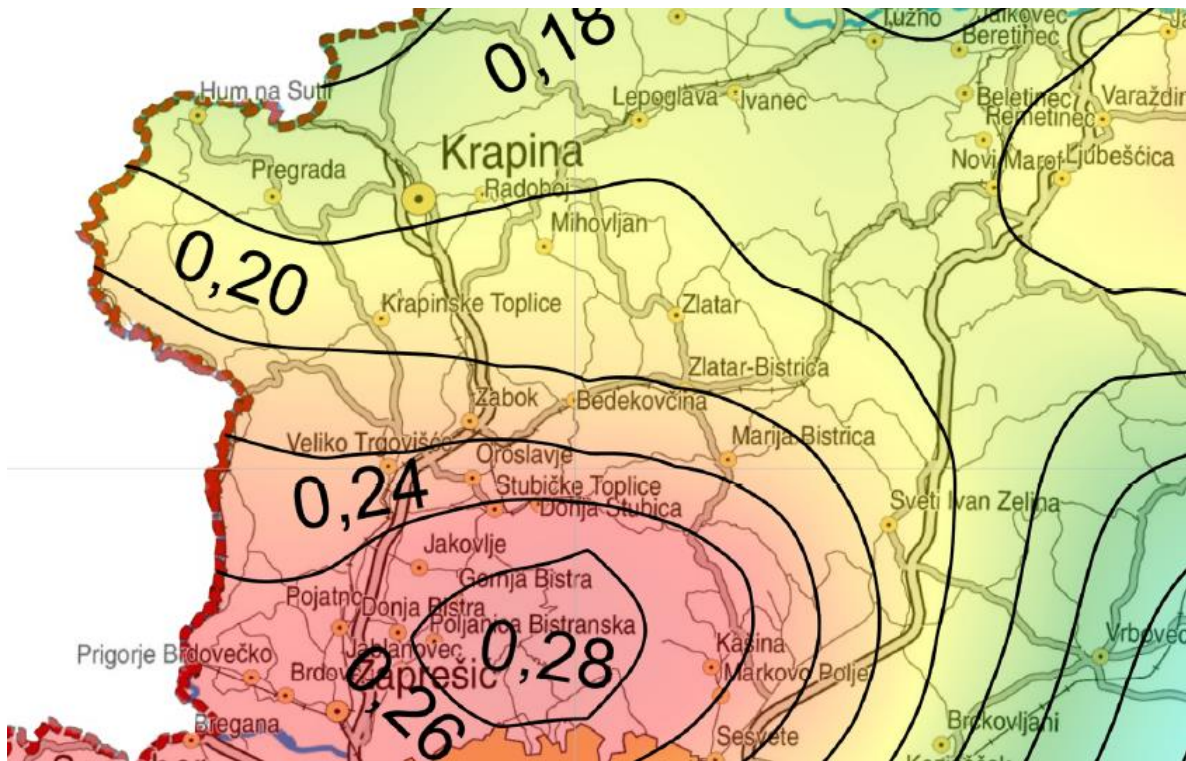 Tužno
Jalkovec
Beretinec
0,18
Hum na Sutli
Lepoglava
Ivanec
Beletinec
Varaždin
Remetinec
Krapina
Novi Marof
Ljubešćica
Pregrada
Radoboj
Mihovljan
0,20
Krapinske Toplice
Zlatar
Zlatar-Bistrica
Zabok
Bedekovčina
Veliko Trgovišće
Marija Bistrica
Oroslavje
0,24
Stubičke Toplice
Donja Stubica
Sveti Ivan Zelina
Jakovlje
Gornja Bistra
Pojatno
Donja Bistra
Poljanica Bistranska
Vrbovec
Jablanovec
0,28
Kašina
Prigorje Brdovečko
Markovo Polje
Zaprešić
0,26
Bregana
Brckovljani
Sesvete